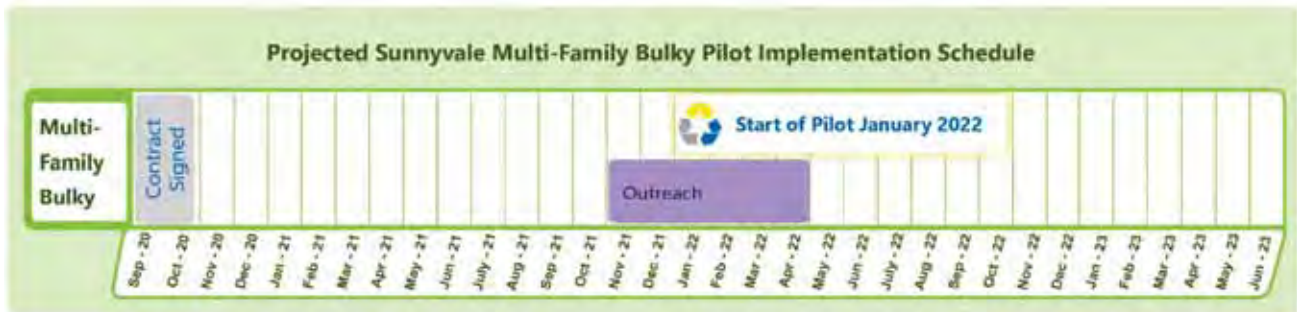 Projected Sunnyvale Multi-Family Bulky Pilot Implementation Schedule
Multi-
Family
Bulky
Contract
Signed
Start of Pilot January 2022
Outreach
Sep - 20
Oct - 20
Nov - 20
Dec - 20
Jan - 21
Feb - 21
Mar - 21
Apr - 21
May - 21
Jun - 21
July - 21
Aug - 21
Sep - 21
Oct - 21
Nov - 21
Dec - 21
Jan - 22
Feb - 22
Mar - 22
Apr - 22
May - 22
Jun - 22
July - 22
Aug - 22
Sep - 22
Oct - 22
Nov - 22
Dec - 22
Jan - 23
Feb - 23
Mar - 23
Apr - 23
May - 23
Jun - 23